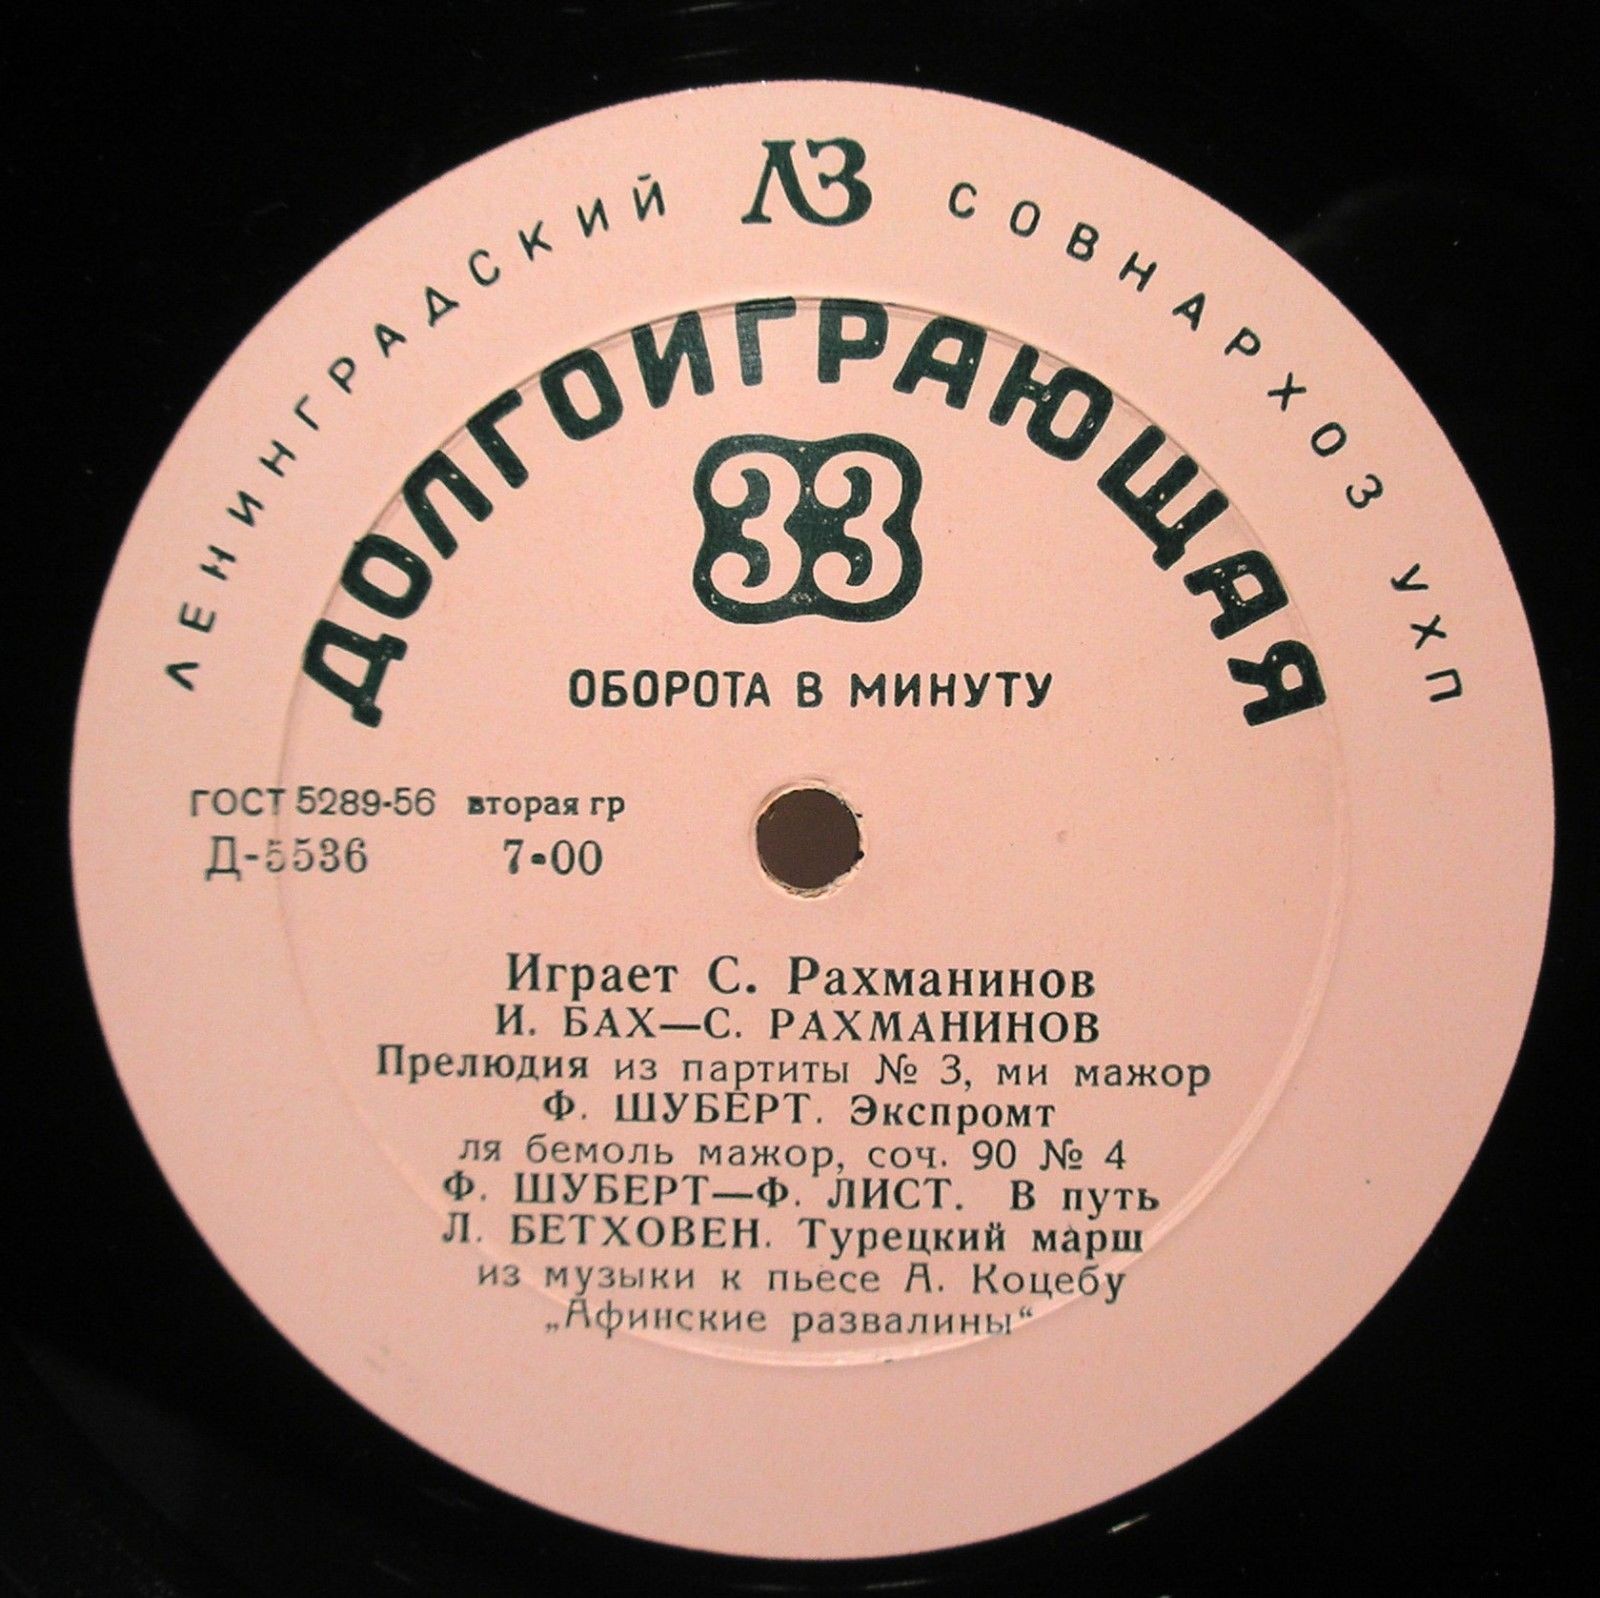 ЛЕНИНГРАДСКИЙ ЛЗ СОВНАРХОЗ УХП
ДОЛГОИГРАЮЩАЯ
33
ОБОРОТА В МИНУТУ
ГОСТ 5289-56 вторая гр
Д-5536 7-00
Играет С. Рахманинов
И. БАХ—С. РАХМАНИНОВ
Прелюдия из партиты № 3, ми мажор
Ф. ШУБЕРТ. Экспромт
ля бемоль мажор, соч. 90 № 4
Ф. ШУБЕРТ—Ф. ЛИСТ. В путь
Л. БЕТХОВЕН. Турецкий марш
из музыки к пьесе А. Коцебу
„Афинские развалины“